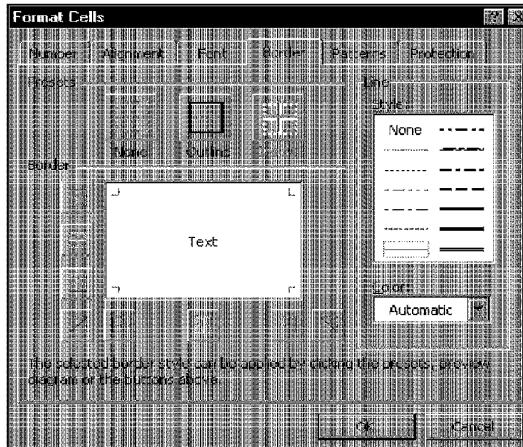 Format Cells
Number Alignment Font Border Patterns Protection
Presets
Line
Style:
None Outline
None
Border
Text
Color:
Automatic
The selected border style can be applied by clicking the presets, preview
diagram or the buttons above.
OK Cancel